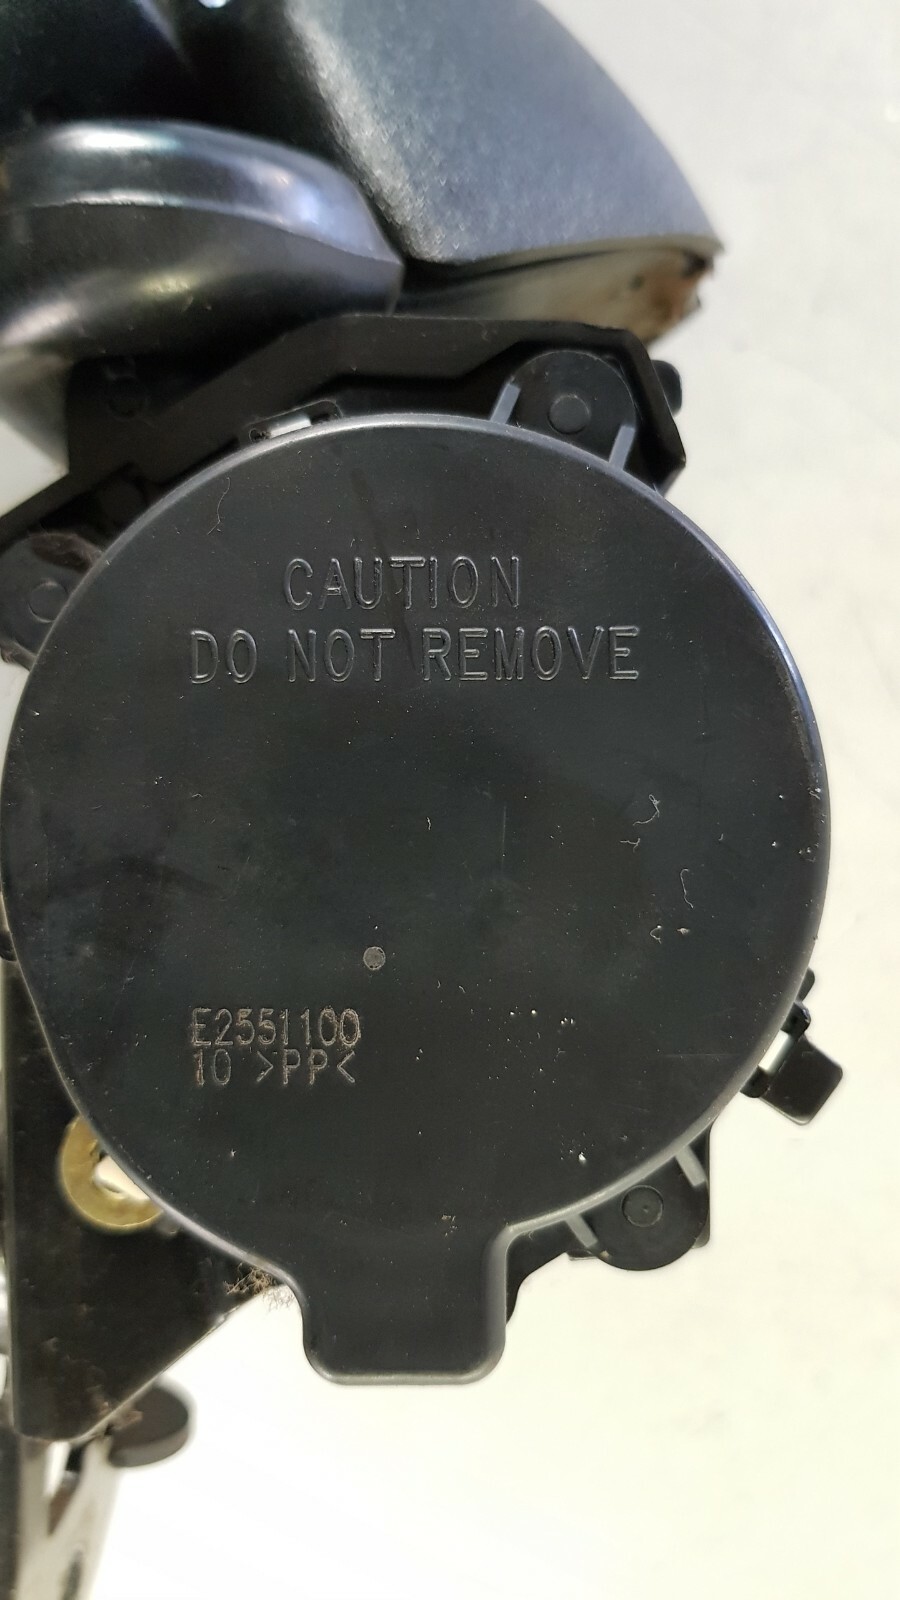 CAUTION
DO NOT REMOVE
E2551100
10 >PP<